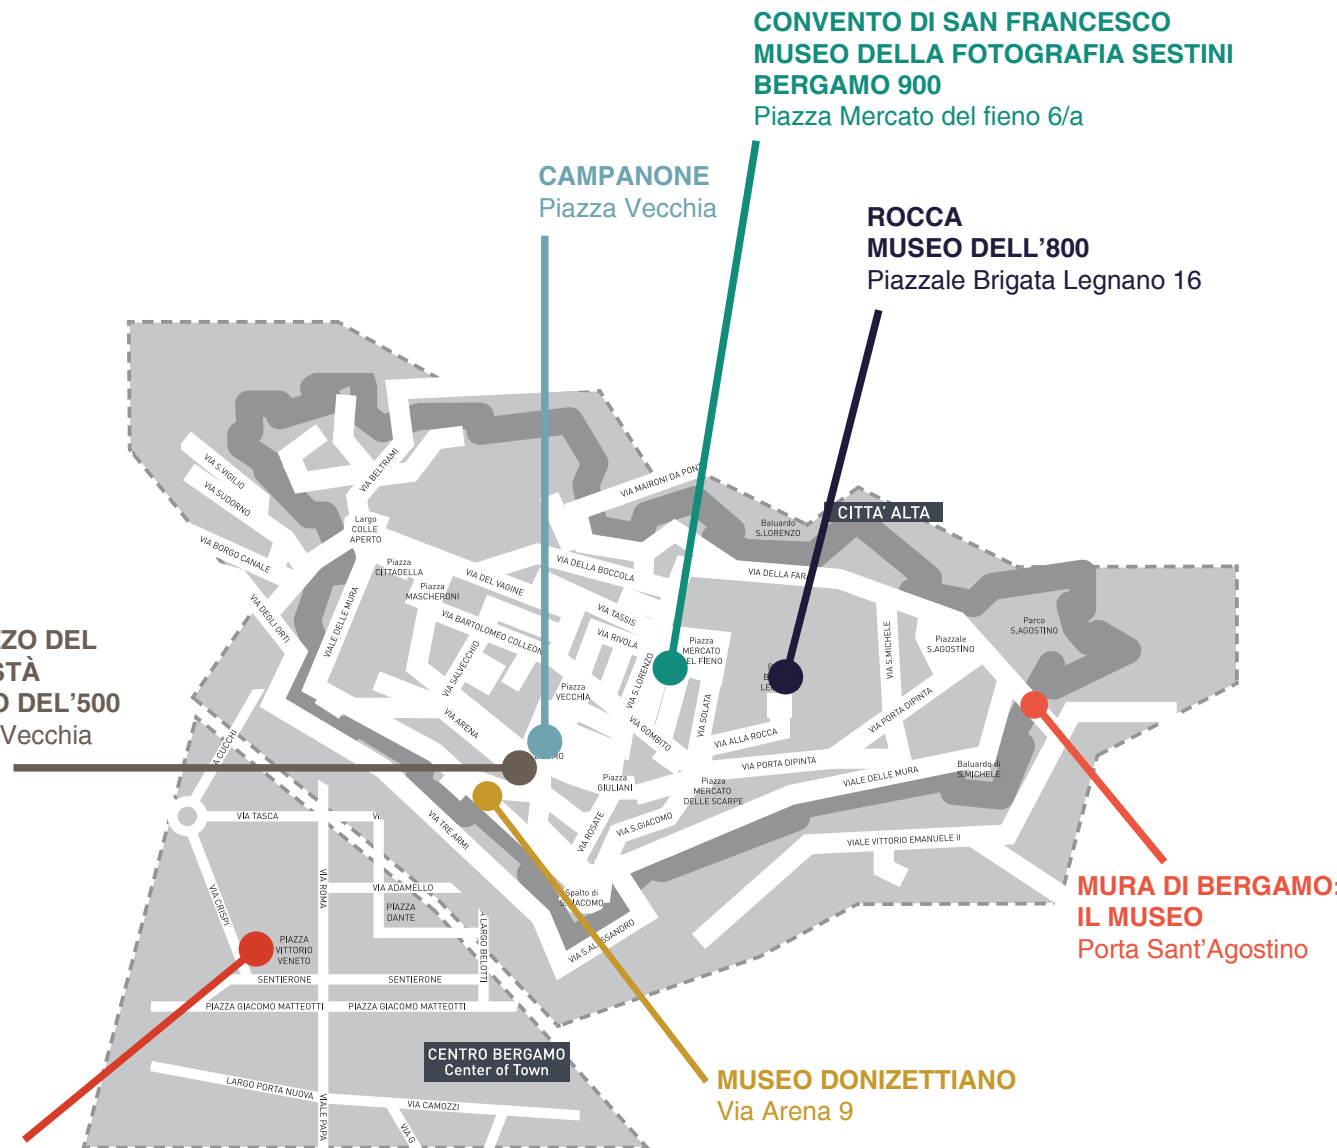 CONVENTO DI SAN FRANCESCO
MUSEO DELLA FOTOGRAFIA SESTINI
BERGAMO 900
Piazza Mercato del fieno 6/a
CAMPANONE
Piazza Vecchia
ROCCA
MUSEO DELL’800
Piazzale Brigata Legnano 16
VIA S.VIGILIO
VIA SUDORNO
VIA BORGO CANALE
VIA BELTRAMI
Largo
COLLE
APERTO
VIA MAIRONI DA PONT
Baluardo
S.LORENZO
CITTA’ ALTA
Piazza
CITTADELLA
Piazza
MASCHERONI
VIA DEL VAGINE
VIA DELLA BOCCOLA
VIA DELLA FARA
VIA DEGLI ORTI
VIALE DELLE MURA
VIA BARTOLOMEO COLLEON
VIA TASSIS
VIA RIVOLA
VIA SALVECCHIO
VIA S.LORENZO
Piazza
MERCATO
EL FIENO
VIA S.MICHELE
Piazzale
S.AGOSTINO
Parco
S.AGOSTINO
ZZO DEL
STÀ
O DEL’500
Vecchia
Piazza
VECCHIA
VIA ARENA
VIA GOMBITO
VIA SOLATA
VIA ALLA ROCCA
VIA PORTA DIPINTA
VIA PORTA DIPINTA
A CUCCHI
Piazza
GIULIANI
Piazza
MERCATO
DELLE SCARPE
VIALE DELLE MURA
Baluardo di
S.MICHELE
VIA TASCA
VIA TRE ARMI
VIA ROSATE
VIA S.GIACOMO
VIALE VITTORIO EMANUELE II
VIA CRISPI
VIA ROMA
VIA ADAMELLO
PIAZZA
DANTE
Spalto di
S.GIACOMO
VIA S.ALESSANDRO
A LARGO BELOTTI
MURA DI BERGAMO:
IL MUSEO
Porta Sant’Agostino
PIAZZA
VITTORIO
VENETO
SENTIERONE
SENTIERONE
PIAZZA GIACOMO MATTEOTTI
PIAZZA GIACOMO MATTEOTTI
CENTRO BERGAMO
Center of Town
LARGO PORTA NUOVA
VIA CAMOZZI
VIALE PAPA
VIA G
MUSEO DONIZETTIANO
Via Arena 9